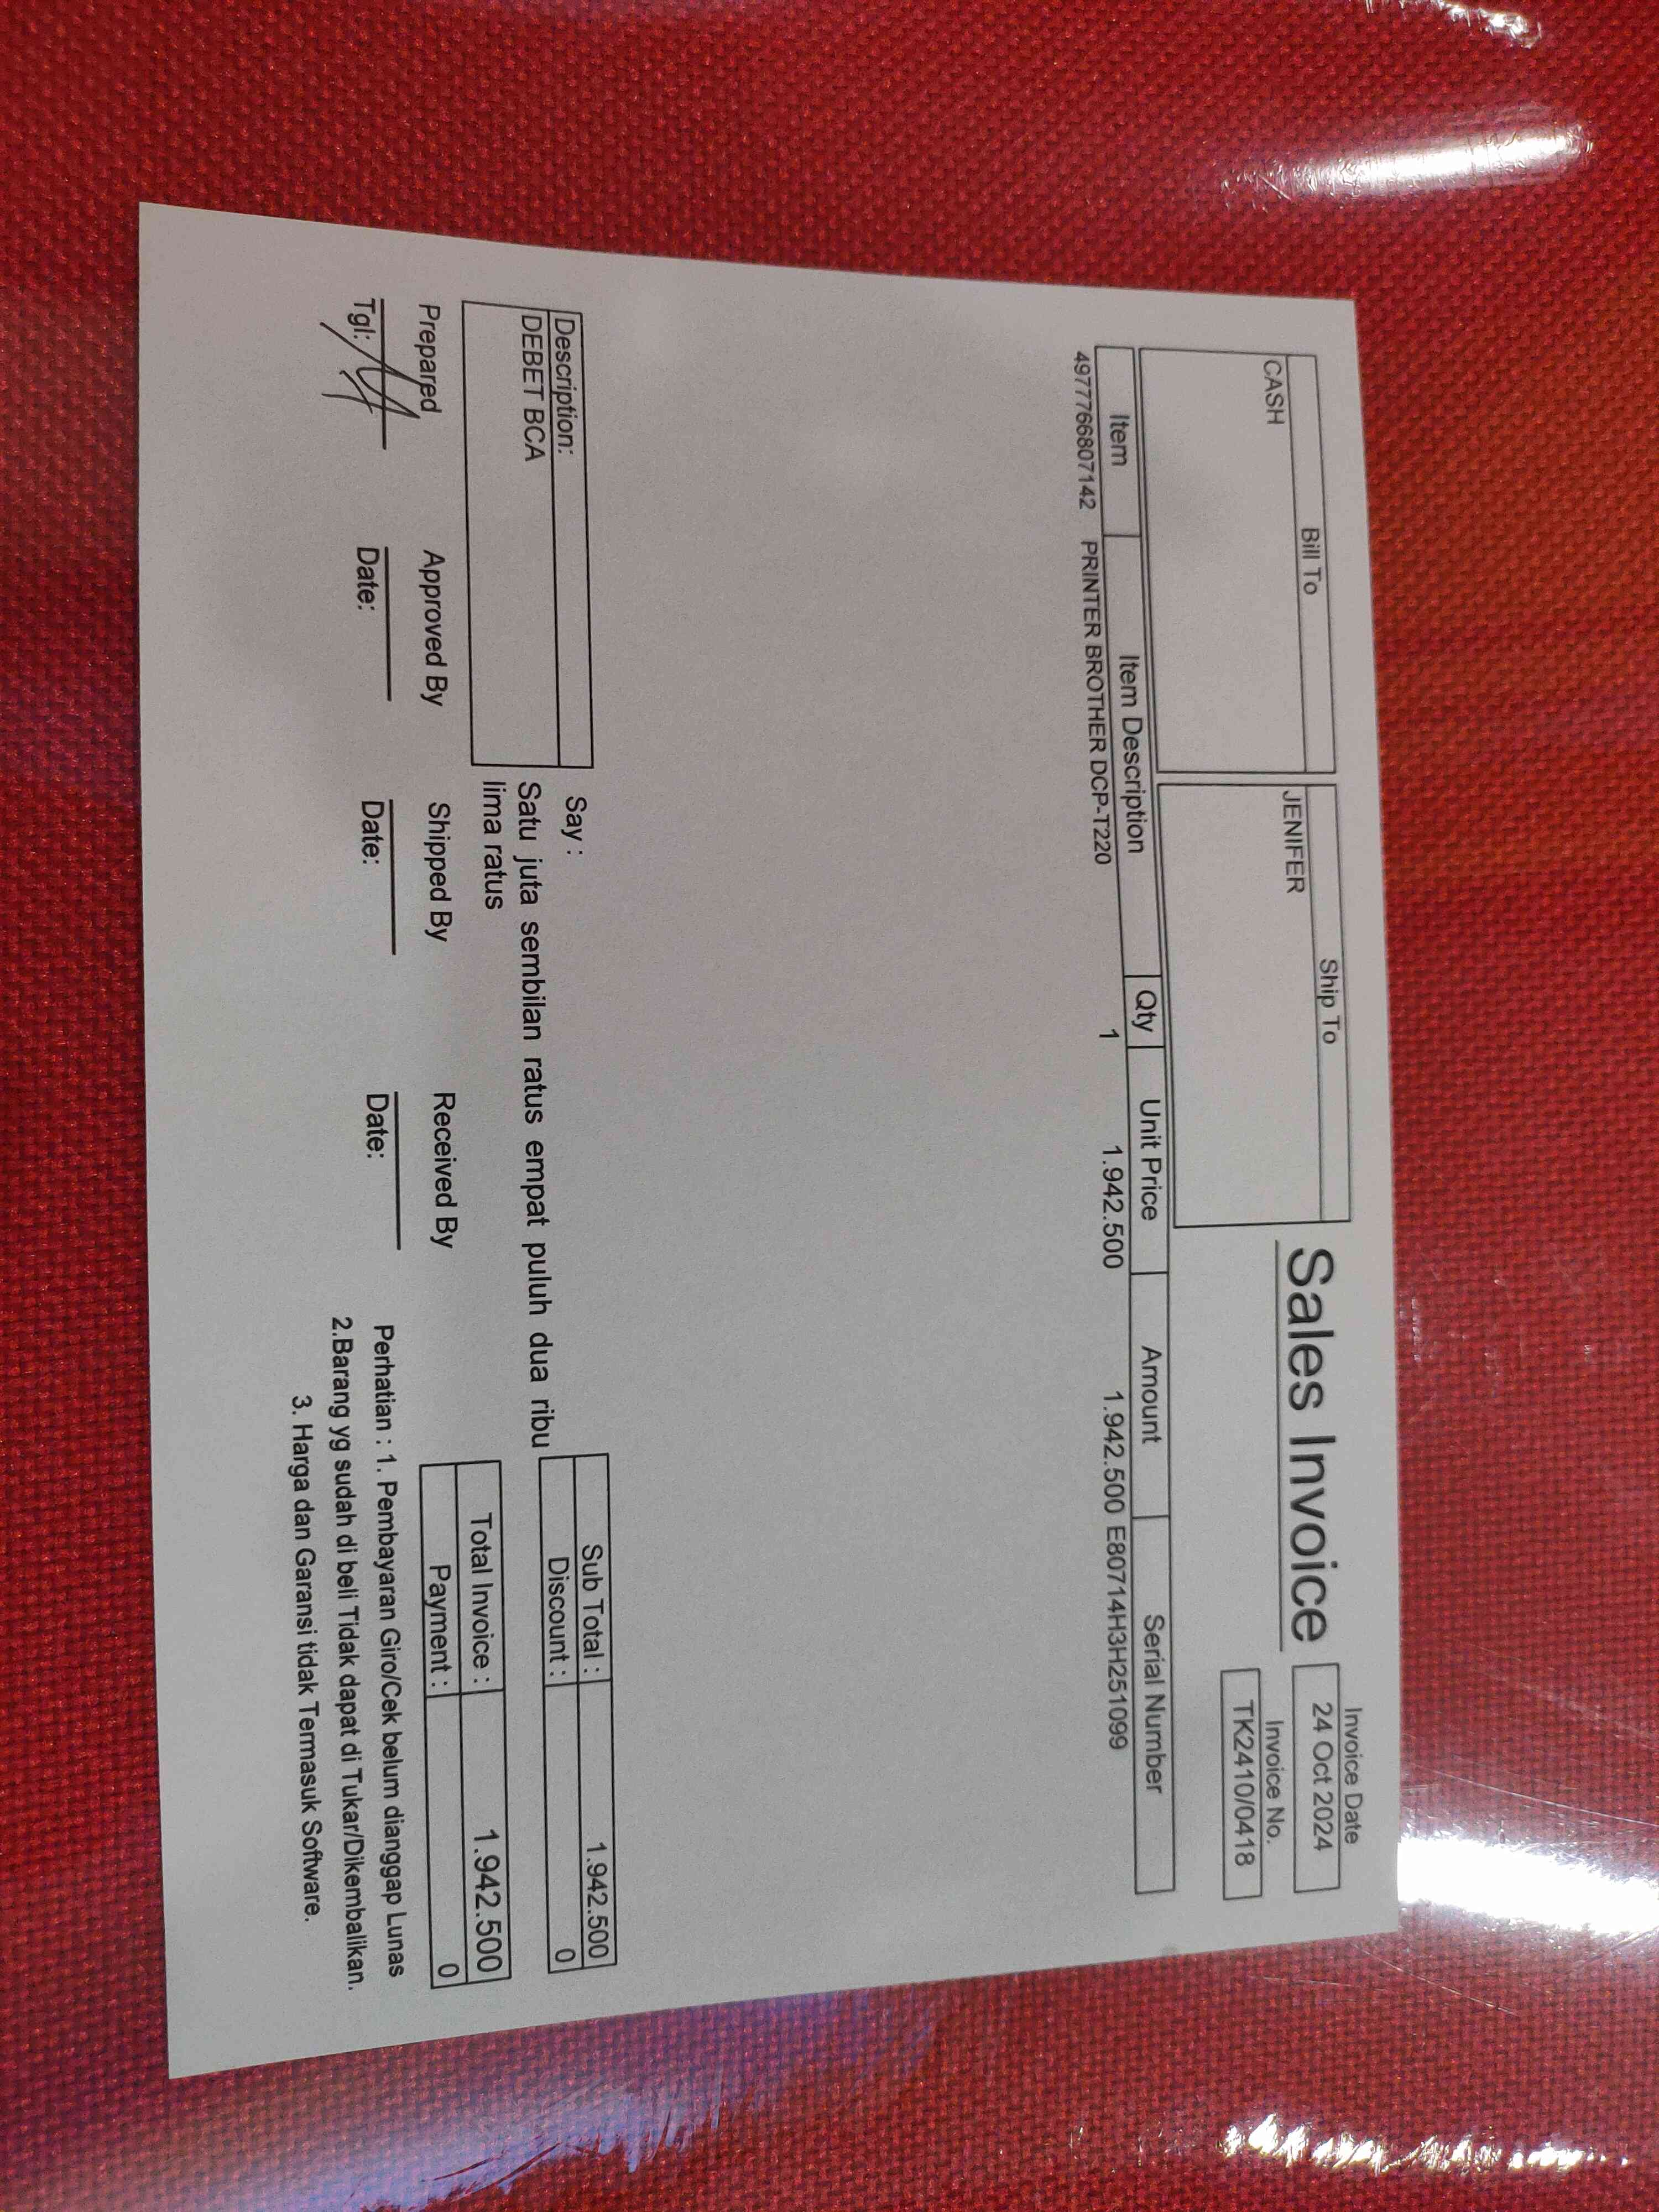 Sales Invoice
Invoice Date
24 Oct 2024
Invoice No.
TK2410/0418
Bill To
CASH
Ship To
JENIFER
Item Item Description Qty Unit Price Amount Serial Number
4977766807142 PRINTER BROTHER DCP-T220 1 1.942.500 1.942.500 E80714H3H251099
Description:
DEBET BCA
Say :
Satu juta sembilan ratus empat puluh dua ribu
lima ratus
Sub Total : 1.942.500
Discount : 0
Total Invoice : 1.942.500
Payment : 0
Prepared Approved By Shipped By Received By
Tgl: Date: Date: Date:
Perhatian : 1. Pembayaran Giro/Cek belum dianggap Lunas
2.Barang yg sudah di beli Tidak dapat di Tukar/Dikembalikan.
3. Harga dan Garansi tidak Termasuk Software.